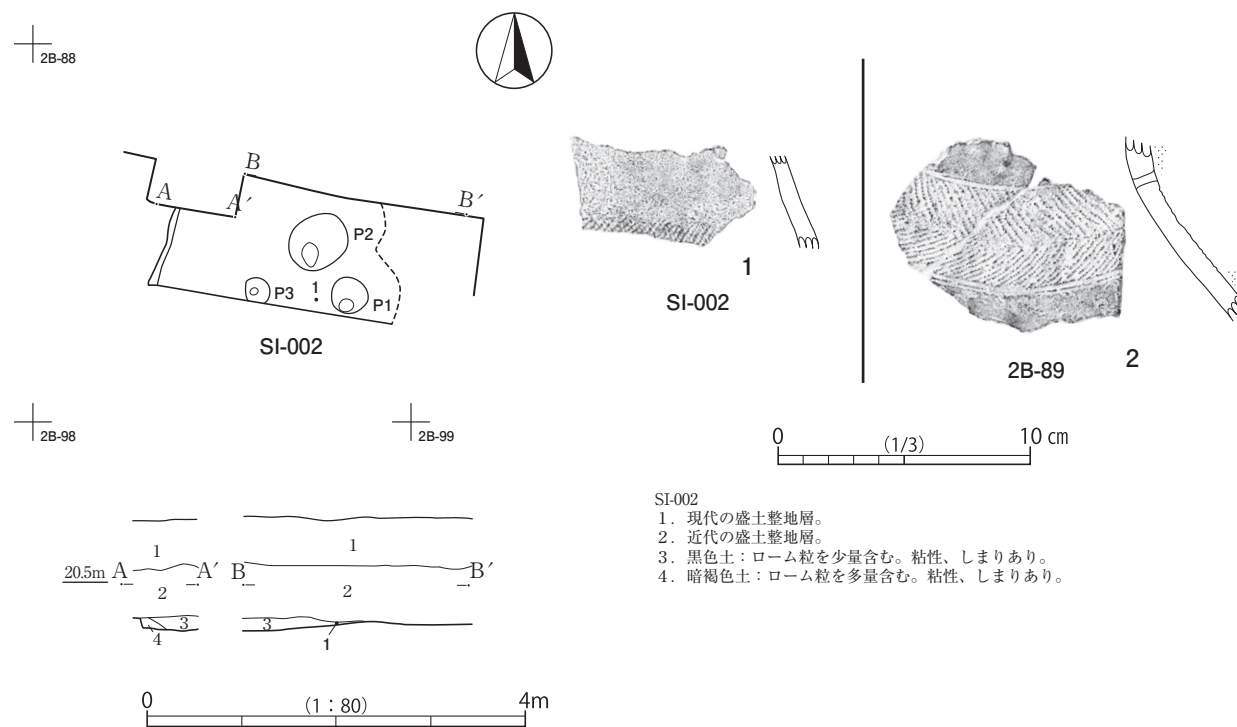 2B-88
A
A′
B
B′
P2
P3
1
P1
SI-002
1
SI-002
2
2B-89
2B-98
2B-99
0
(1/3)
10 cm
SI-002
1．現代の盛土整地層。
2．近代の盛土整地層。
3．黒色土：ローム粒を少量含む。粘性、しまりあり。
4．暗褐色土：ローム粒を多量含む。粘性、しまりあり。
1
1
20.5m
A
A′
B
B′
2
2
3
3
4
1
0
(1：80)
4m